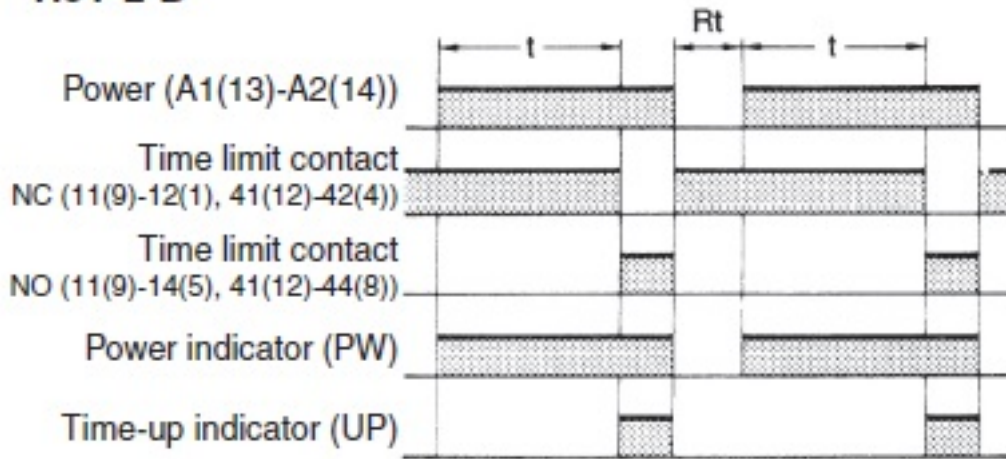 Rt
t
t
Power (A1(13)-A2(14))
Time limit contact
NC (11(9)-12(1), 41(12)-42(4))
Time limit contact
NO (11(9)-14(5), 41(12)-44(8))
Power indicator (PW)
Time-up indicator (UP)